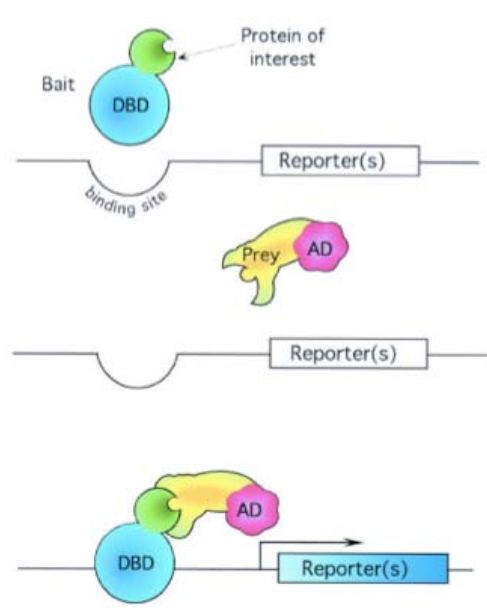 Protein of
interest
Bait
DBD
Reporter(s)
binding site
Prey
AD
Reporter(s)
AD
DBD
Reporter(s)